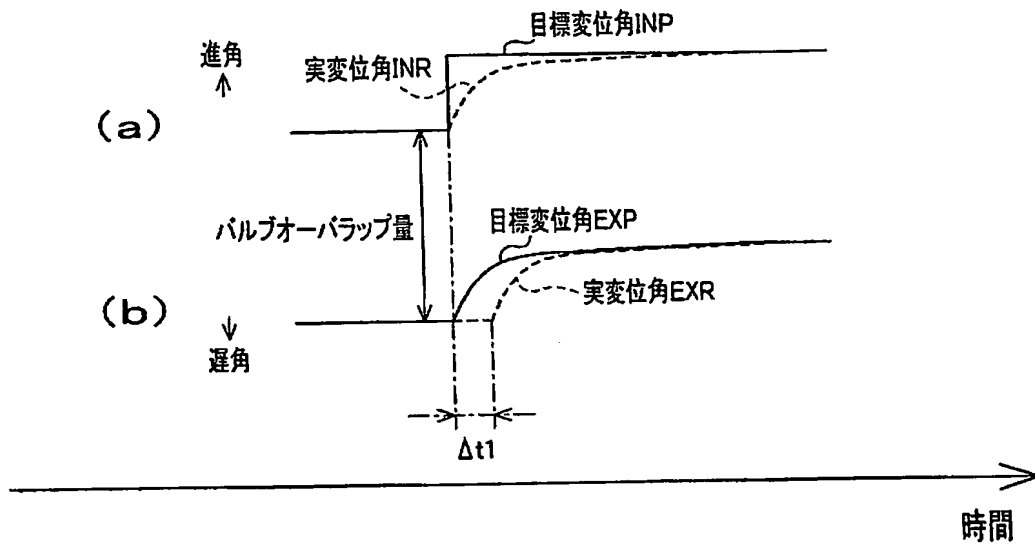 目標変位角INP
進角
実変位角INR
(a)
バルブオーバラップ量
目標変位角EXP
実変位角EXR
(b)
遅角
Δt1
時間